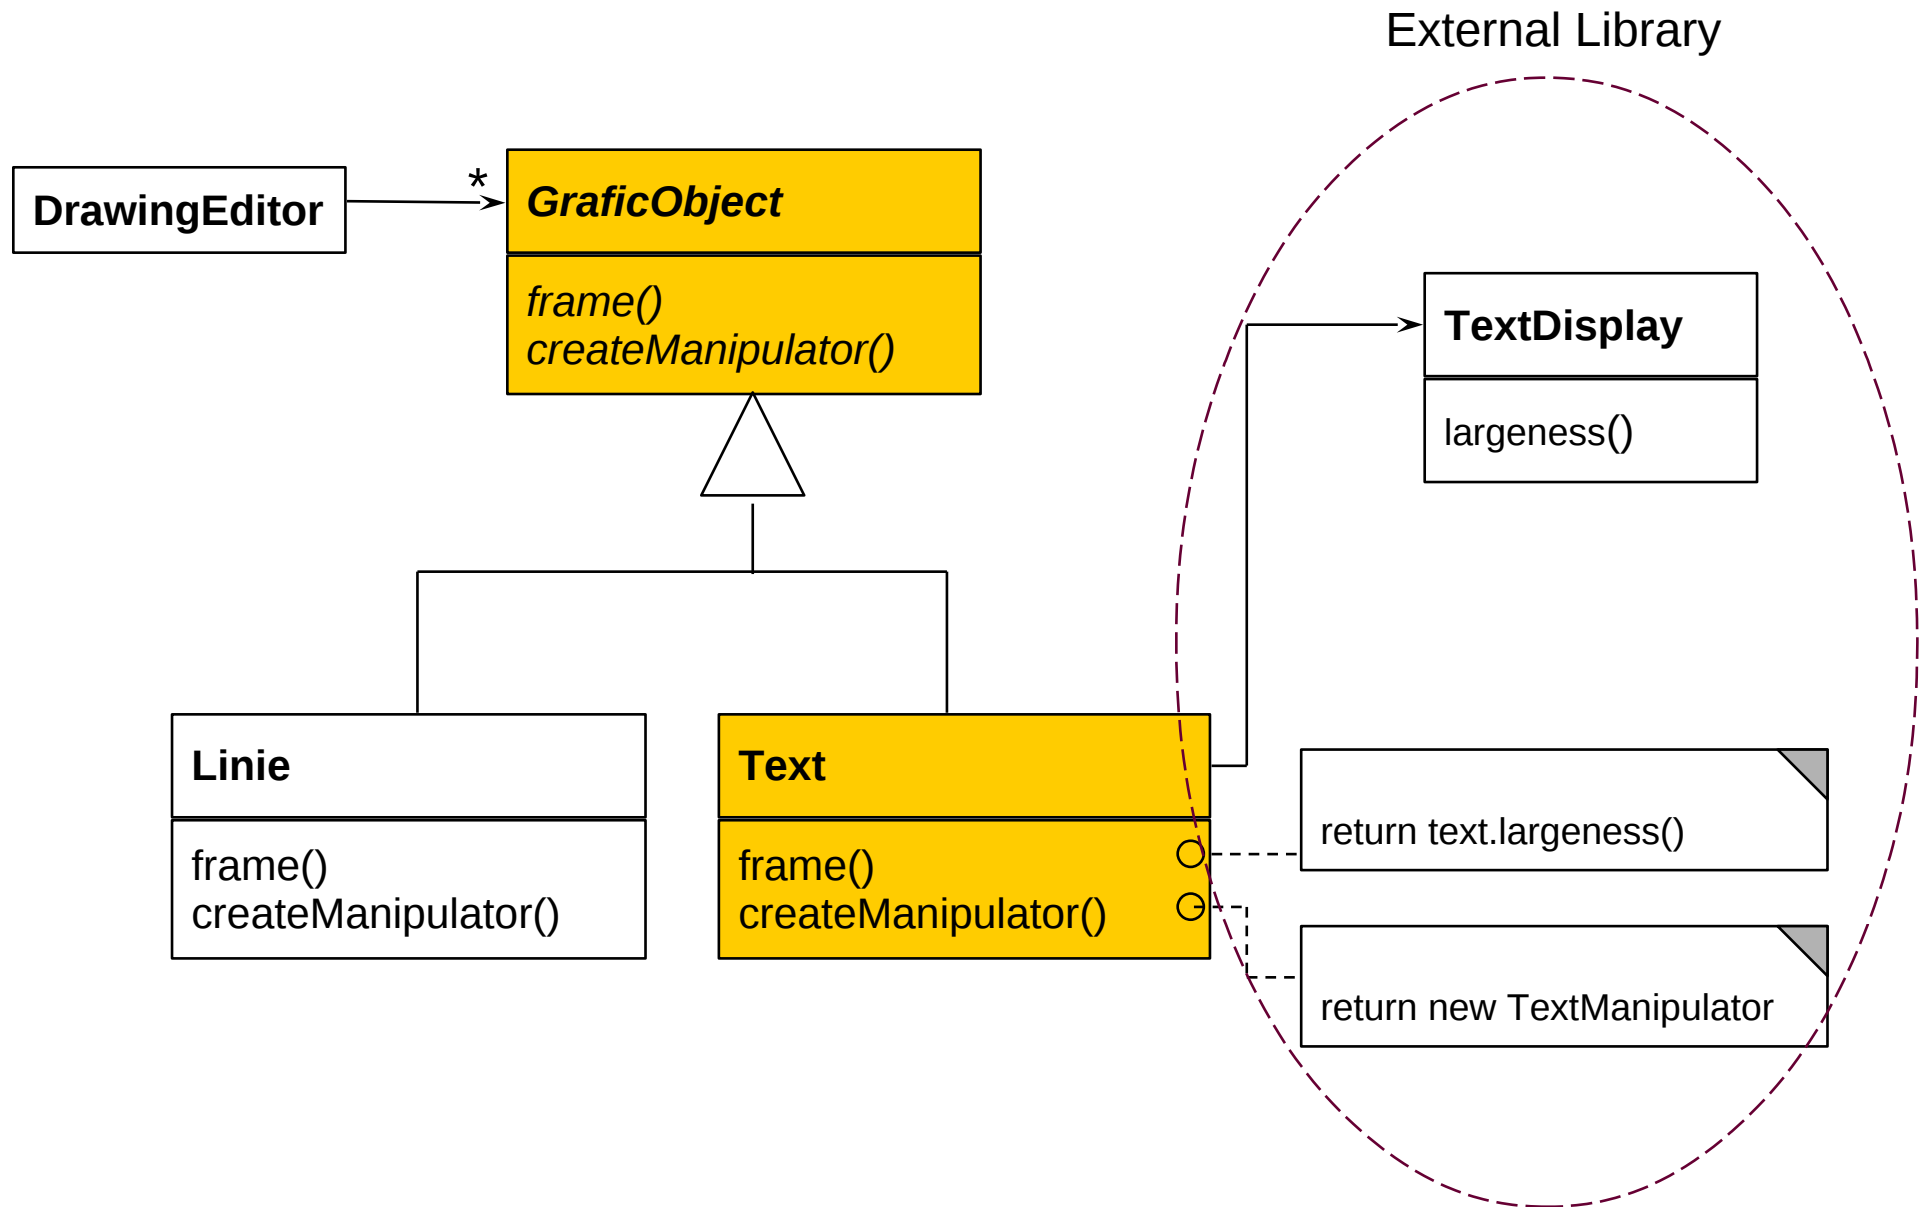 External Library
DrawingEditor
*
GraficObject
frame()
createManipulator()
TextDisplay
largeness()
Linie
frame()
createManipulator()
Text
frame()
createManipulator()
return text.largeness()
return new TextManipulator